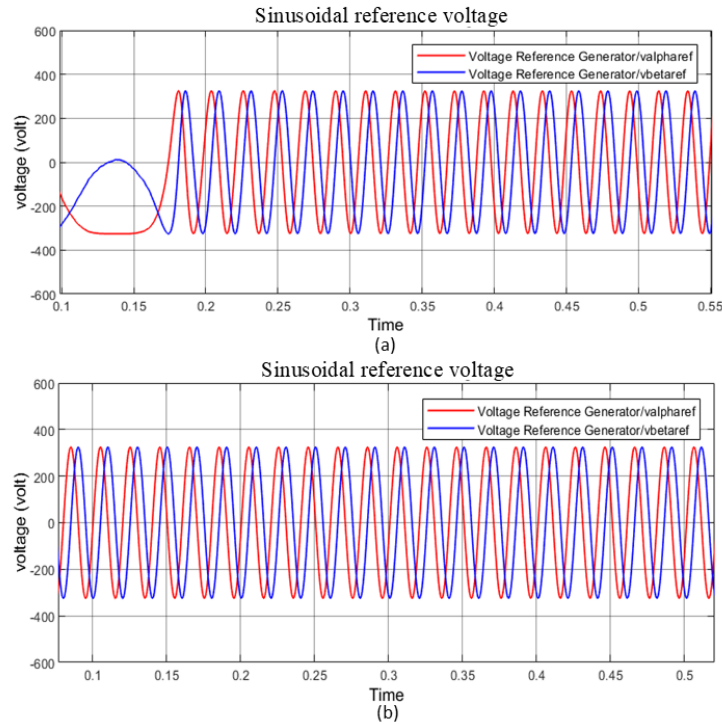 Sinusoidal reference voltage
600
Voltage Reference Generator/valpharef
Voltage Reference Generator/vbetaref
400
200
0
-200
-400
-600
voltage (volt)
0.1 0.15 0.2 0.25 0.3 0.35 0.4 0.45 0.5 0.55
Time
(a)
Sinusoidal reference voltage
600
Voltage Reference Generator/valpharef
Voltage Reference Generator/vbetaref
400
200
0
-200
-400
-600
voltage (volt)
0.1 0.15 0.2 0.25 0.3 0.35 0.4 0.45 0.5
Time
(b)